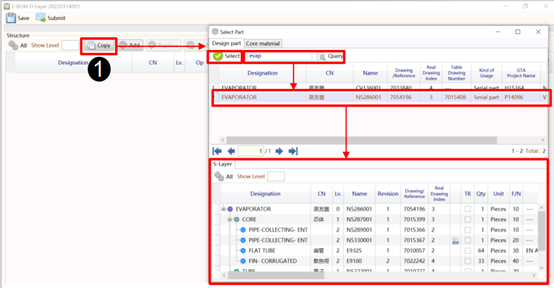 E-BOM D-Layer 20220314001
Save Submit
Structure
All Show Level Copy Add
Designation CN Lv. Op
1
Select Part
Design part Core material
Select evap Query
Designation CN Name Drawing/Reference Real Drawing Index Table Drawing Number Kind of Usage GTA Project Name
1 EVAPORATOR 蒸发器 CV136001 7033840 4 --- Serial part H15164 N
2 EVAPORATOR 蒸发器 NS286001 7054196 3 7015408 Serial part P14096 V
1 / 1 1 - 2 Total : 2
S-Layer
All Show Level
Designation CN Lv. Name Revision Drawing/Reference Real Drawing Index TR Qty Unit F/N
EVAPORATOR 蒸发器 0 NS286001 1 7054196 3 1 Pieces 10 ---
CORE 芯体 1 NS287001 1 7015399 3 1 Pieces 10 ---
PIPE-COLLECTING- ENT 2 NS289001 1 7015366 2 1 Pieces 10 ---
PIPE-COLLECTING- ENT 2 NS330001 1 7015367 2 1 Pieces 20 ---
FLAT TUBE 扁管 2 E9325 1 7010057 2 64 Pieces 30 EN A
FIN- CORRUGATED 散热带 2 E9100 2 7022242 4 33 Pieces 40 ---